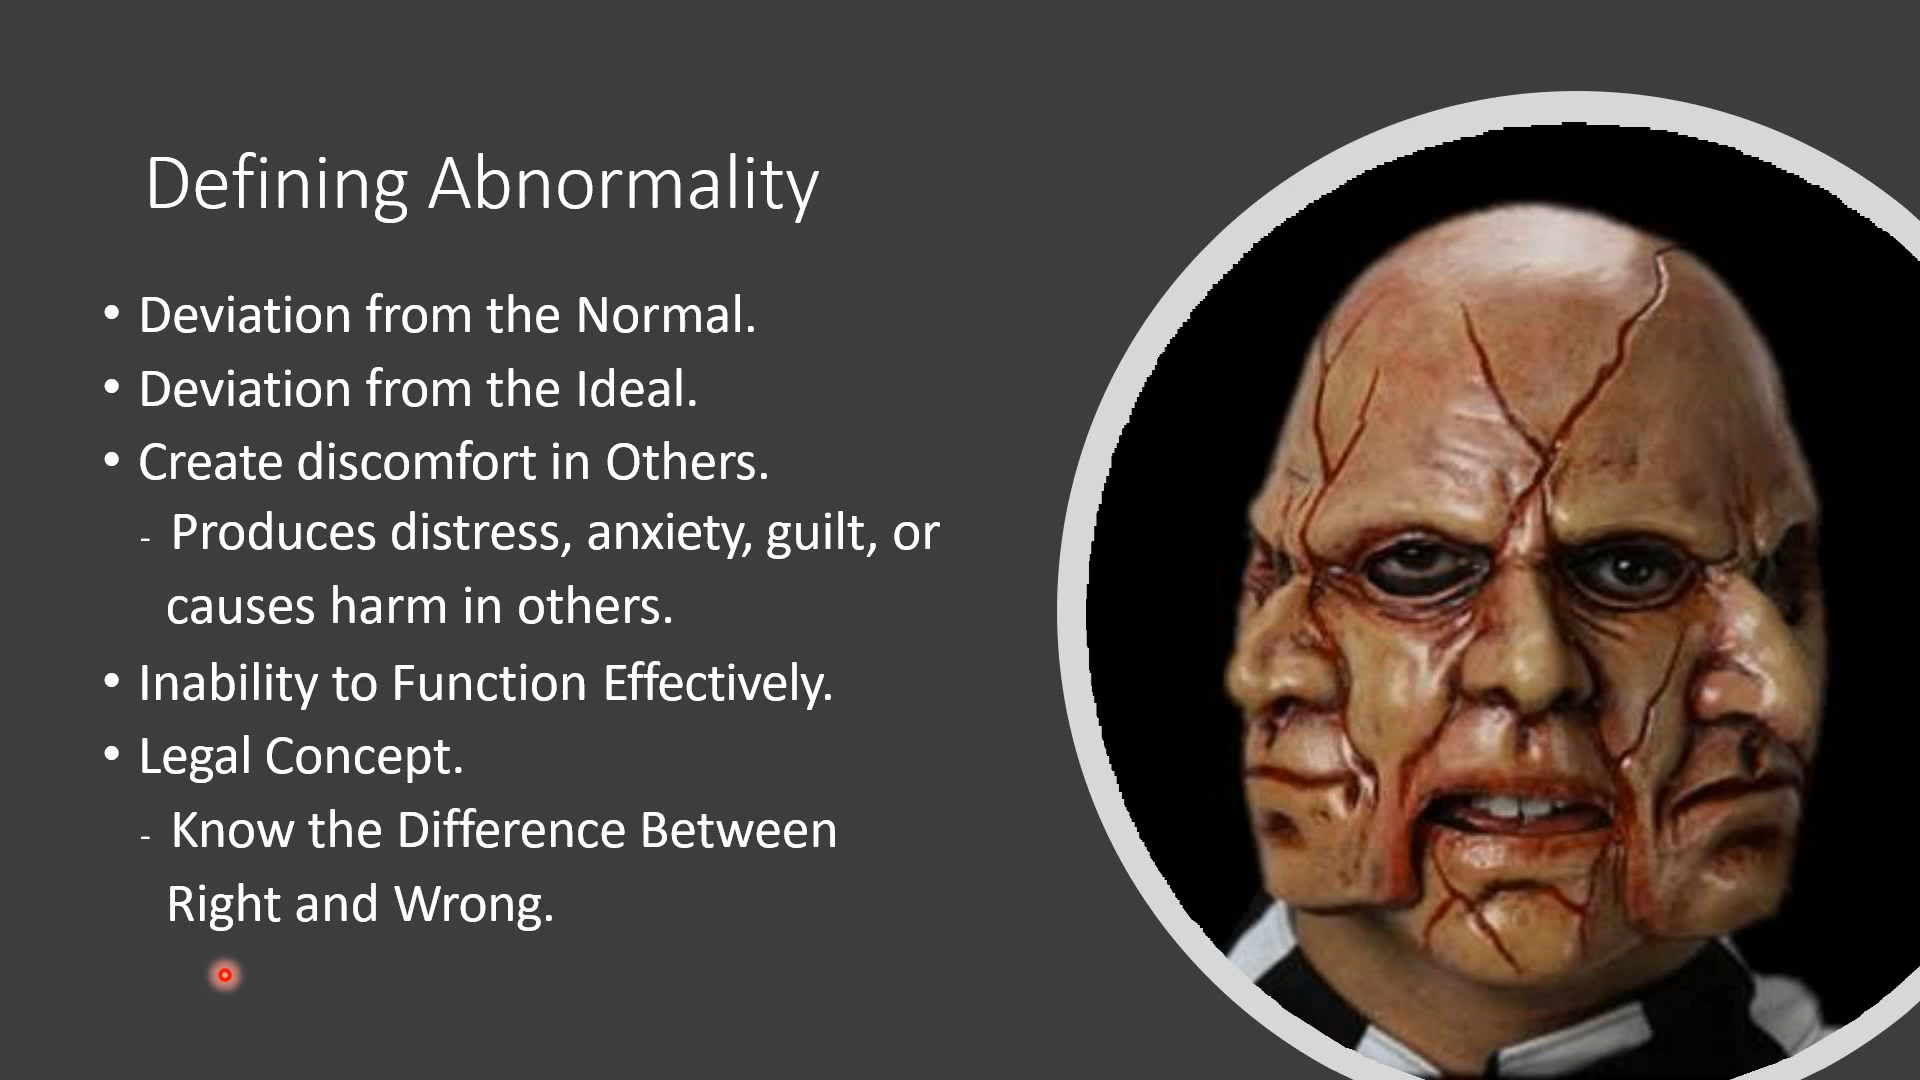 Defining Abnormality
• Deviation from the Normal.
• Deviation from the Ideal.
• Create discomfort in Others.
- Produces distress, anxiety, guilt, or
causes harm in others.
• Inability to Function Effectively.
• Legal Concept.
- Know the Difference Between
Right and Wrong.